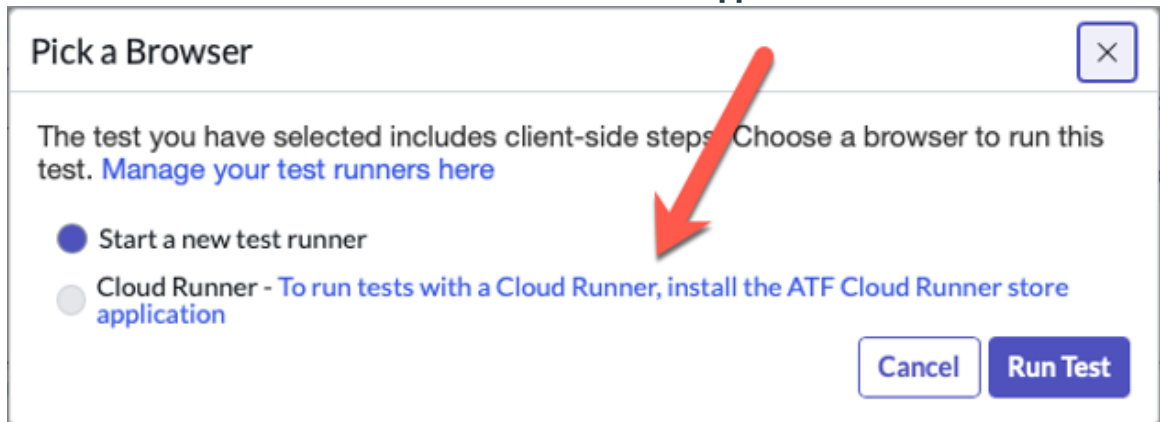 Pick a Browser
The test you have selected includes client-side steps. Choose a browser to run this
test. Manage your test runners here
Start a new test runner
Cloud Runner - To run tests with a Cloud Runner, install the ATF Cloud Runner store
application
Cancel Run Test